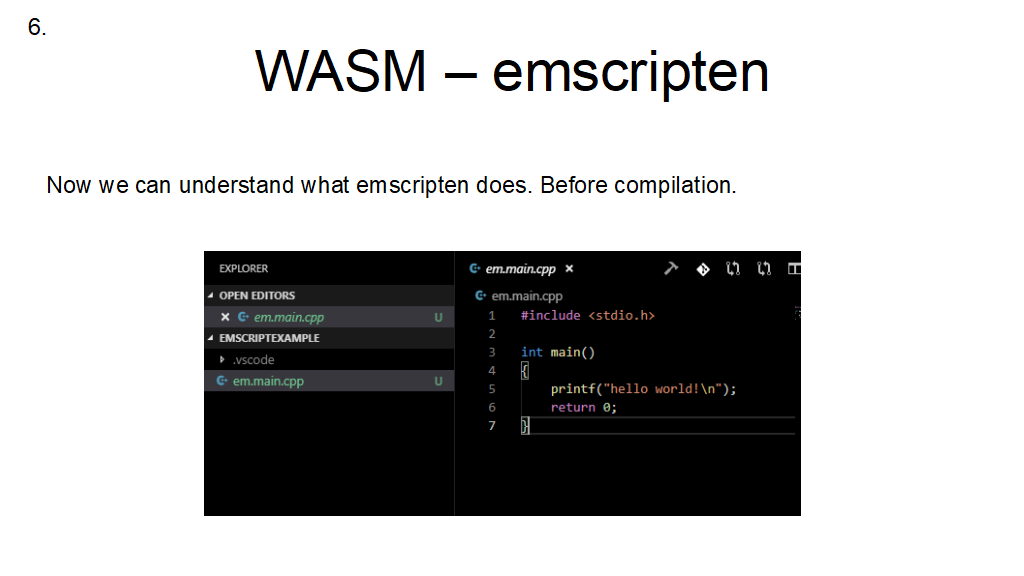 6.
WASM – emscripten
Now we can understand what emscripten does. Before compilation.
EXPLORER
OPEN EDITORS
em.main.cpp U
EMSCRIPTEXAMPLE
.vscode
em.main.cpp U
em.main.cpp
em.main.cpp
1 #include <stdio.h>
2
3 int main()
4 {
5 printf("hello world!\n");
6 return 0;
7 }